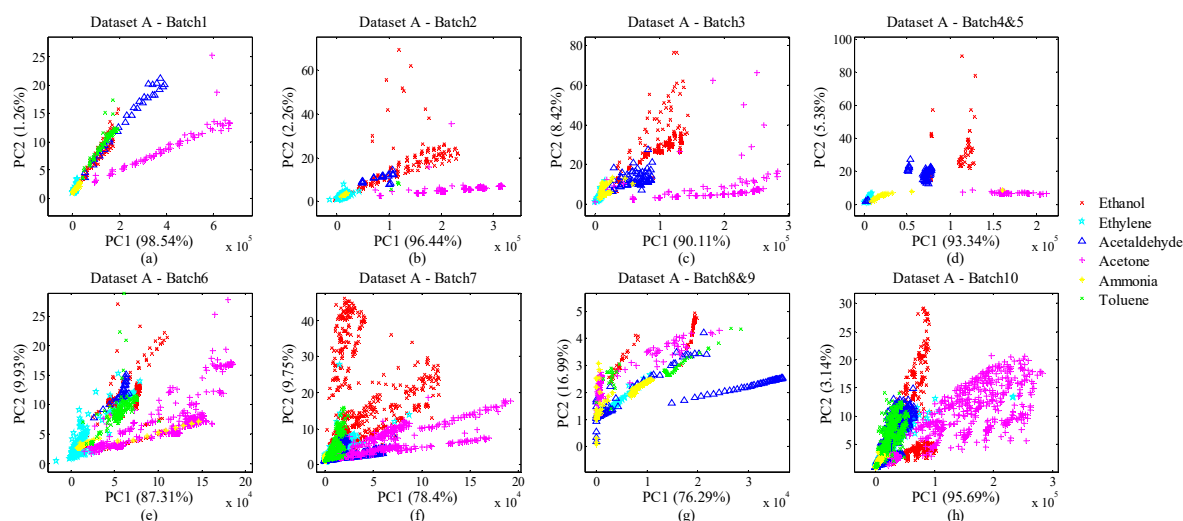 Dataset A - Batch1
Dataset A - Batch2
Dataset A - Batch3
Dataset A - Batch4&5
PC2 (1.26%)
25
20
15
10
5
0
0 2 4 6
x 10^5
PC1 (98.54%)
(a)
PC2 (2.26%)
60
40
20
0
0 1 2 3
x 10^5
PC1 (96.44%)
(b)
PC2 (8.42%)
80
60
40
20
0
0 1 2 3
x 10^5
PC1 (90.11%)
(c)
PC2 (5.38%)
100
80
60
40
20
0
0 0.5 1 1.5 2
x 10^5
PC1 (93.34%)
(d)
Ethanol
Ethylene
Acetaldehyde
Acetone
Ammonia
Toluene
Dataset A - Batch6
Dataset A - Batch7
Dataset A - Batch8&9
Dataset A - Batch10
PC2 (9.93%)
25
20
15
10
5
0
0 5 10 15
x 10^4
PC1 (87.31%)
(e)
PC2 (9.75%)
40
30
20
10
0
0 5 10 15 20
x 10^4
PC1 (78.4%)
(f)
PC2 (16.99%)
5
4
3
2
1
0
0 1 2 3
x 10^4
PC1 (76.29%)
(g)
PC2 (3.14%)
30
25
20
15
10
5
0 0.5 1 1.5 2 2.5 3
x 10^5
PC1 (95.69%)
(h)